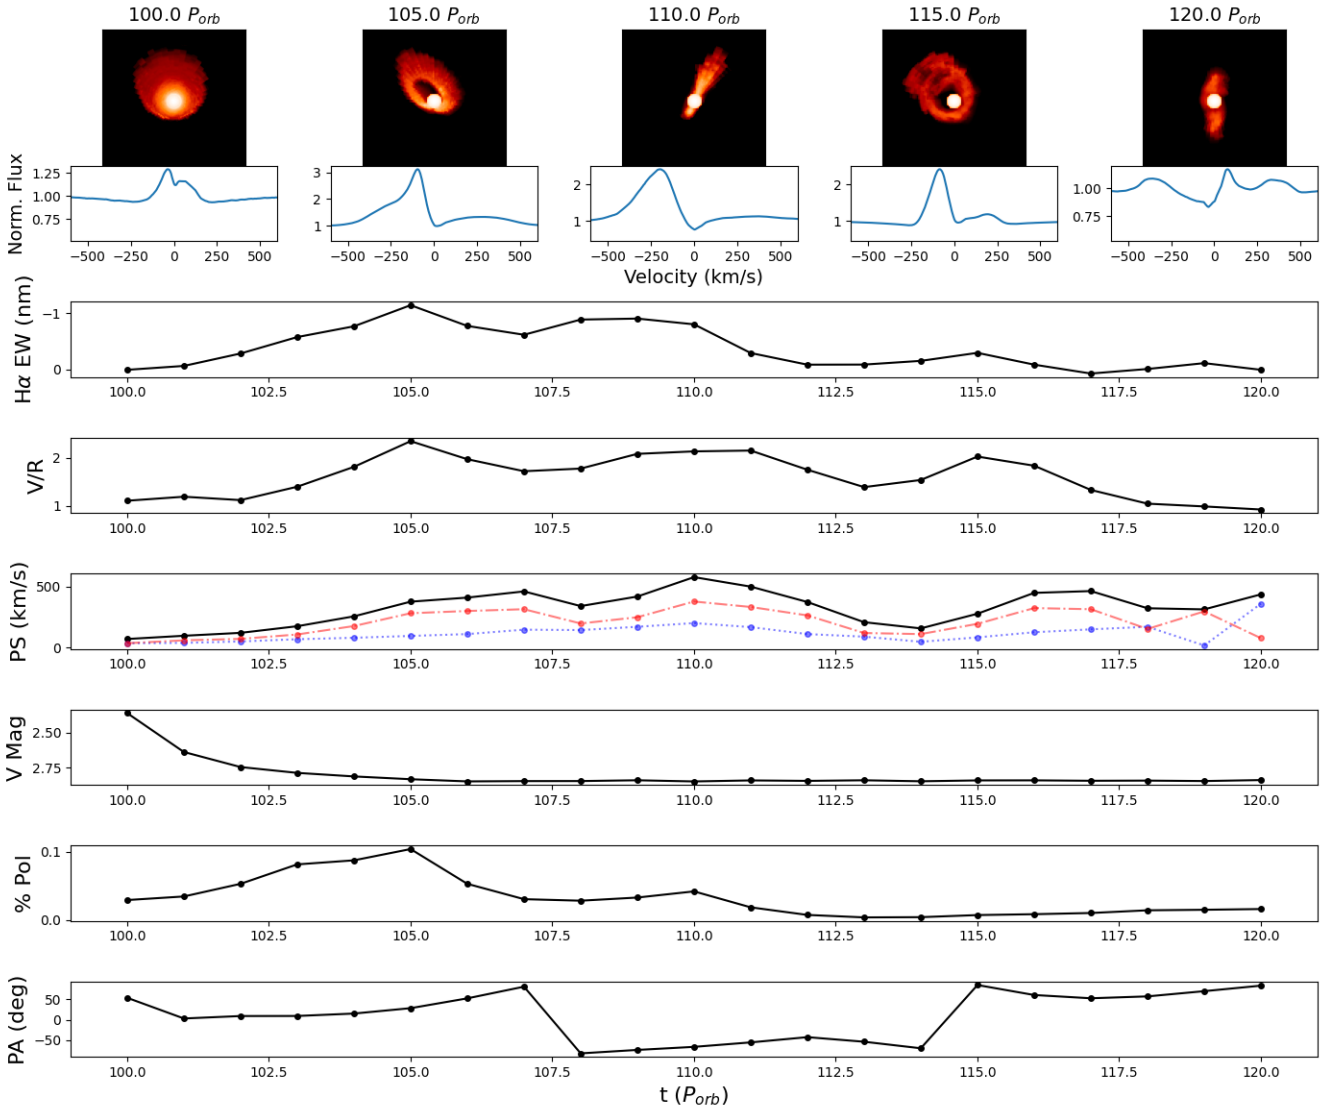 100.0 P_orb 105.0 P_orb 110.0 P_orb 115.0 P_orb 120.0 P_orb
Norm. Flux
1.25 1.00 0.75
3 2 1
2 1
2 1
1.00 0.75
−500 −250 0 250 500 −500 −250 0 250 500 −500 −250 0 250 500 −500 −250 0 250 500 −500 −250 0 250 500
Velocity (km/s)
Hα EW (nm)
−1
0
100.0 102.5 105.0 107.5 110.0 112.5 115.0 117.5 120.0
V/R
2
1
100.0 102.5 105.0 107.5 110.0 112.5 115.0 117.5 120.0
PS (km/s)
500
0
100.0 102.5 105.0 107.5 110.0 112.5 115.0 117.5 120.0
V Mag
2.50
2.75
100.0 102.5 105.0 107.5 110.0 112.5 115.0 117.5 120.0
% Pol
0.1
0.0
100.0 102.5 105.0 107.5 110.0 112.5 115.0 117.5 120.0
PA (deg)
50
0
−50
100.0 102.5 105.0 107.5 110.0 112.5 115.0 117.5 120.0
t (P_orb)